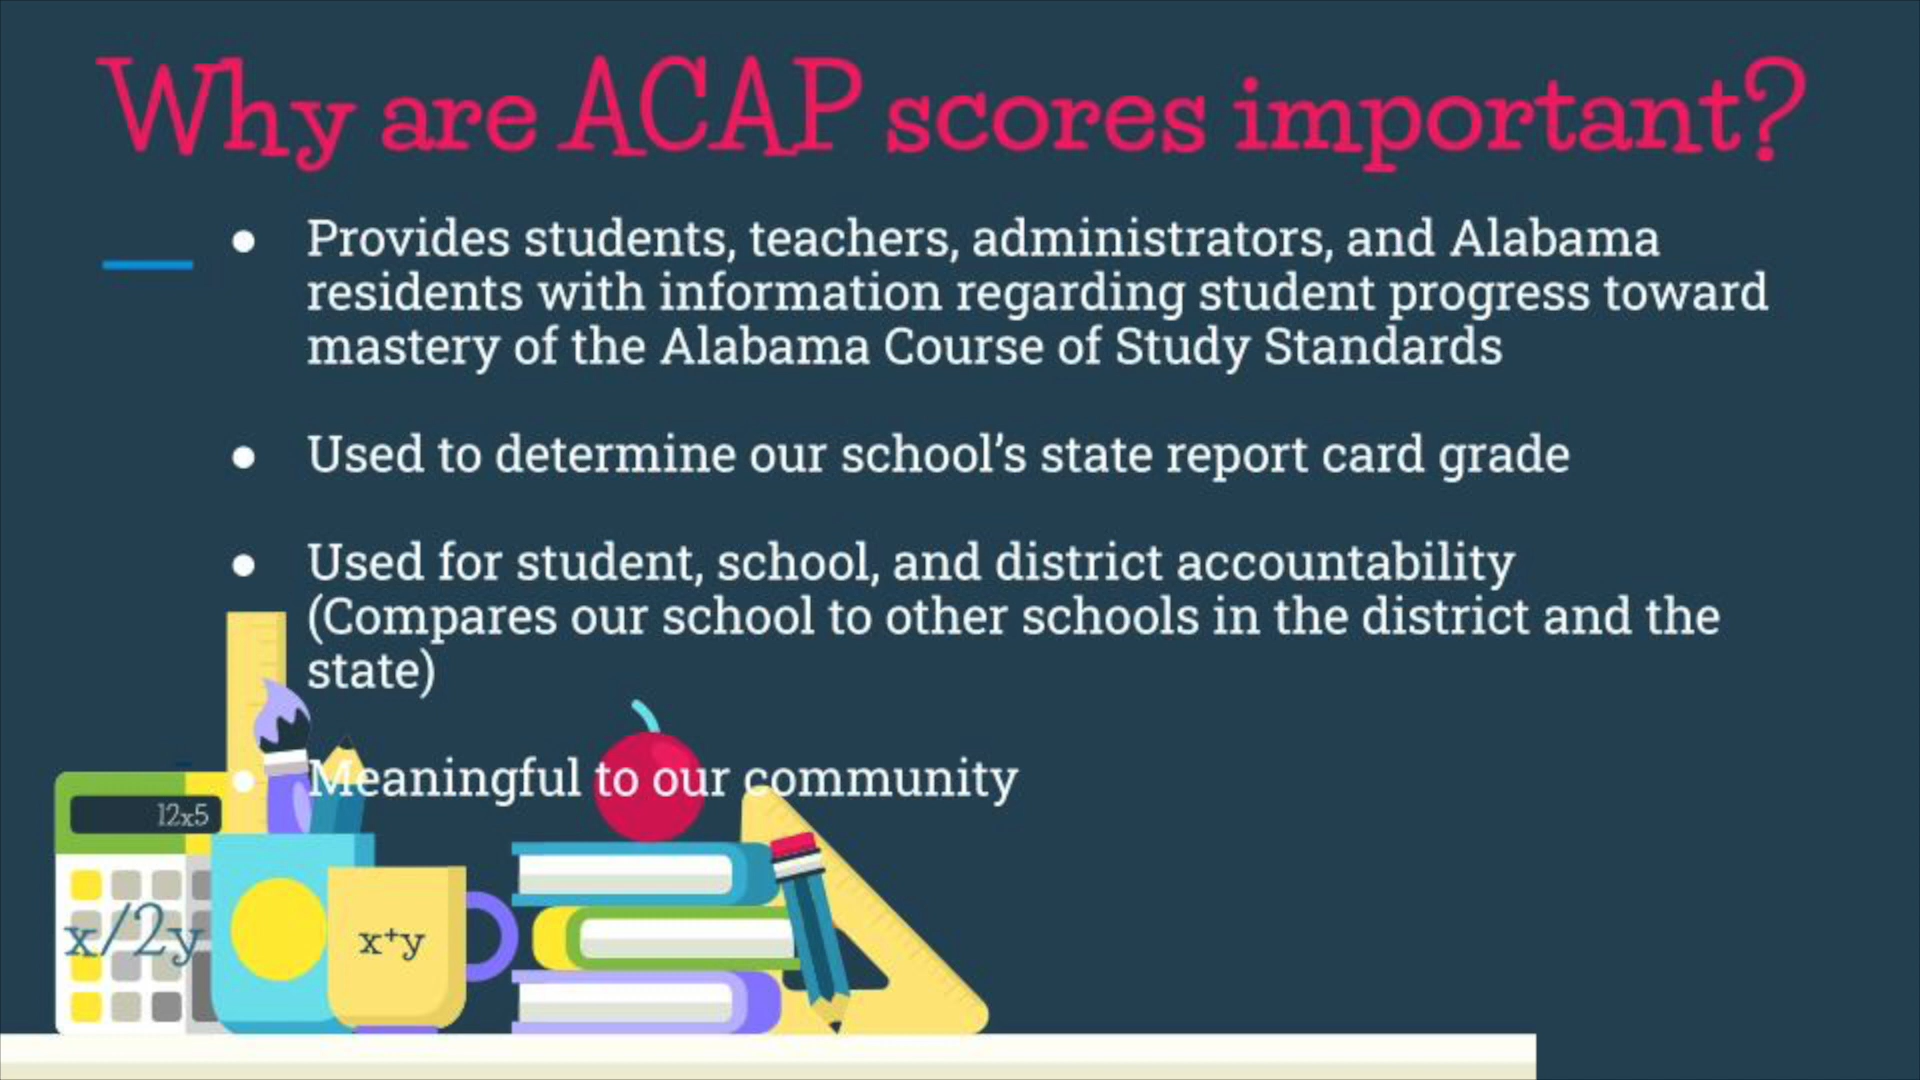 Why are ACAP scores important?
● Provides students, teachers, administrators, and Alabama
residents with information regarding student progress toward
mastery of the Alabama Course of Study Standards
● Used to determine our school’s state report card grade
● Used for student, school, and district accountability
(Compares our school to other schools in the district and the
state)
● Meaningful to our community
12x5
x/2y
x+y